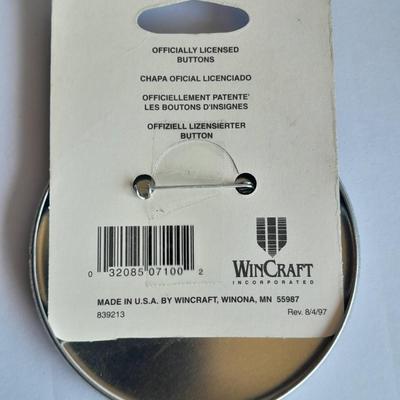 OFFICIALLY LICENSED
BUTTONS
CHAPA OFICIAL LICENCIADO
OFFICIELLEMENT PATENTE'
LES BOUTONS D'INSIGNES
OFFIZIELL LIZENSIERTER
BUTTON
0 32085 07100 2
WINCRAFT
INCORPORATED
MADE IN U.S.A. BY WINCRAFT, WINONA, MN 55987
839213 Rev. 8/4/97